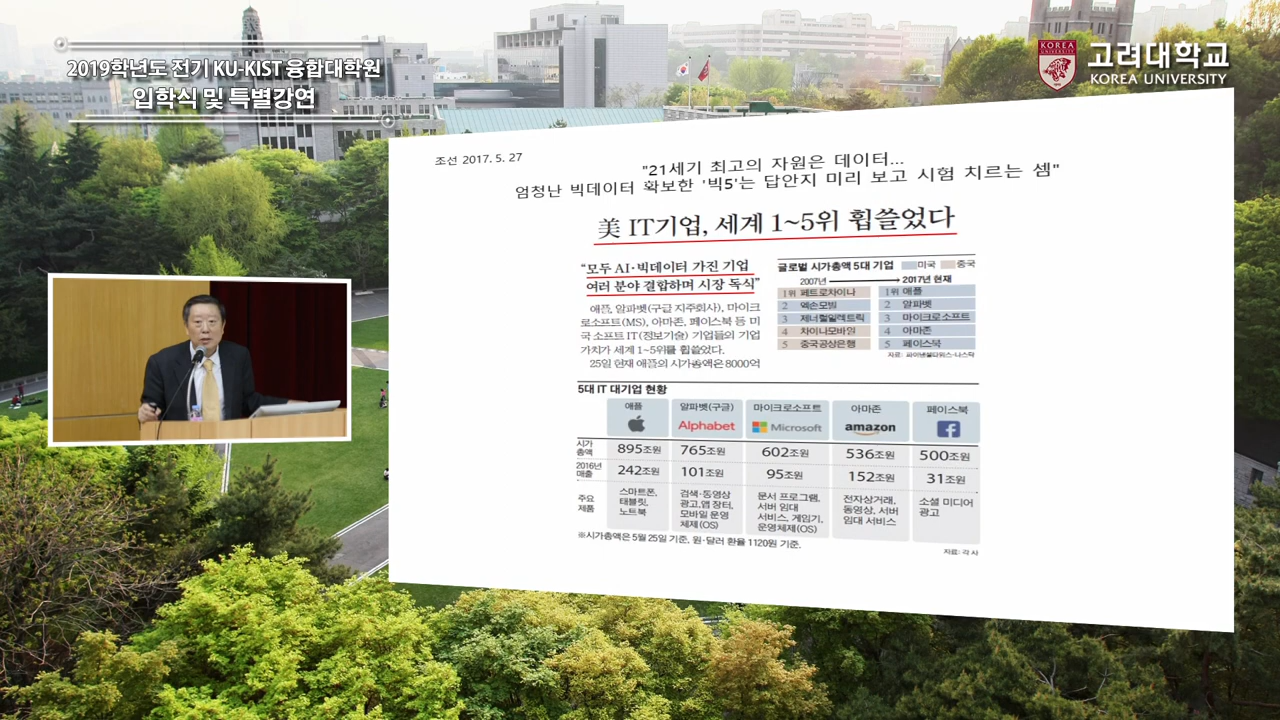 2019학년도 전기 KU-KIST 융합대학원
입학식 및 특별강연
KOREA
UNIVERSITY
고려대학교
KOREA UNIVERSITY
조선 2017. 5. 27
"21세기 최고의 자원은 데이터...
엄청난 빅데이터 확보한 '빅5'는 답안지 미리 보고 시험 치르는 셈"
美 IT기업, 세계 1~5위 휩쓸었다
“모두 AI·빅데이터 가진 기업
여러 분야 결합하며 시장 독식”
애플, 알파벳(구글 지주회사), 마이크
로소프트(MS), 아마존, 페이스북 등 미
국 소프트 IT(정보기술) 기업들의 기업
가치가 세계 1~5위를 휩쓸었다.
25일 현재 애플의 시가총액은 8000억
글로벌 시가총액 5대 기업 미국 중국
2007년 2017년 현재
1위 페트로차이나 1위 애플
2 엑손모빌 2 알파벳
3 제너럴일렉트릭 3 마이크로소프트
4 차이나모바일 4 아마존
5 중국공상은행 5 페이스북
자료: 파이낸셜타임스·나스닥
5대 IT 대기업 현황
애플 알파벳(구글) 마이크로소프트 아마존 페이스북
Alphabet Microsoft amazon f
시가
총액 895조원 765조원 602조원 536조원 500조원
2016년
매출 242조원 101조원 95조원 152조원 31조원
주요
제품
스마트폰,
태블릿,
노트북
검색·동영상
광고,앱 장터,
모바일 운영
체제(OS)
문서 프로그램,
서버 임대
서비스, 게임기,
운영체제(OS)
전자상거래,
동영상, 서버
임대 서비스
소셜 미디어
광고
※시가총액은 5월 25일 기준, 원·달러 환율 1120원 기준.
자료: 각 사